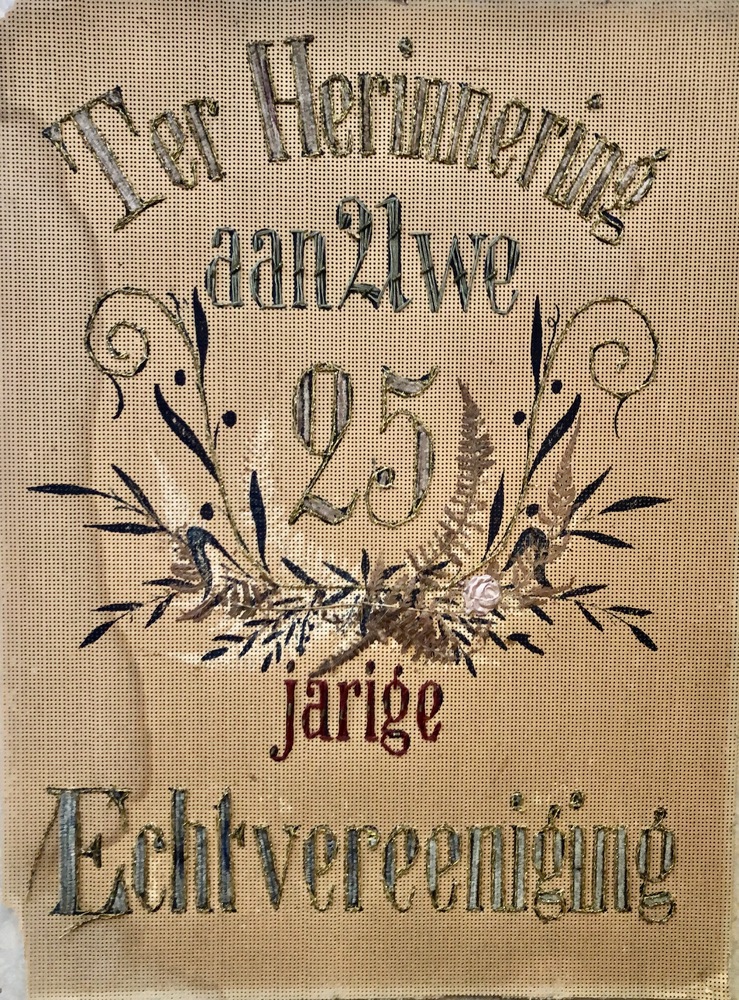 Ter Herinnering
aan Uwe
25
jarige
Echtvereeniging